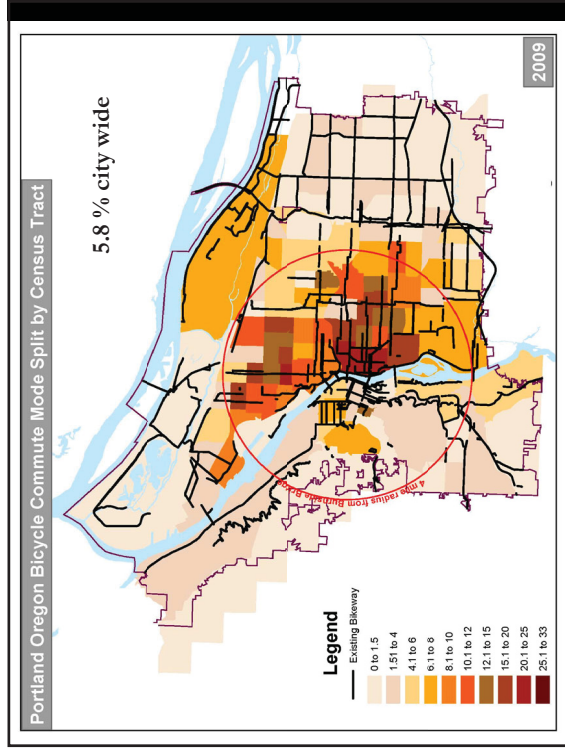 Portland Oregon Bicycle Commute Mode Split by Census Tract
2009
5.8 % city wide
4 mile radius from Burnside Bridge
Legend
Existing Bikeway
0 to 1.5
1.51 to 4
4.1 to 6
6.1 to 8
8.1 to 10
10.1 to 12
12.1 to 15
15.1 to 20
20.1 to 25
25.1 to 33